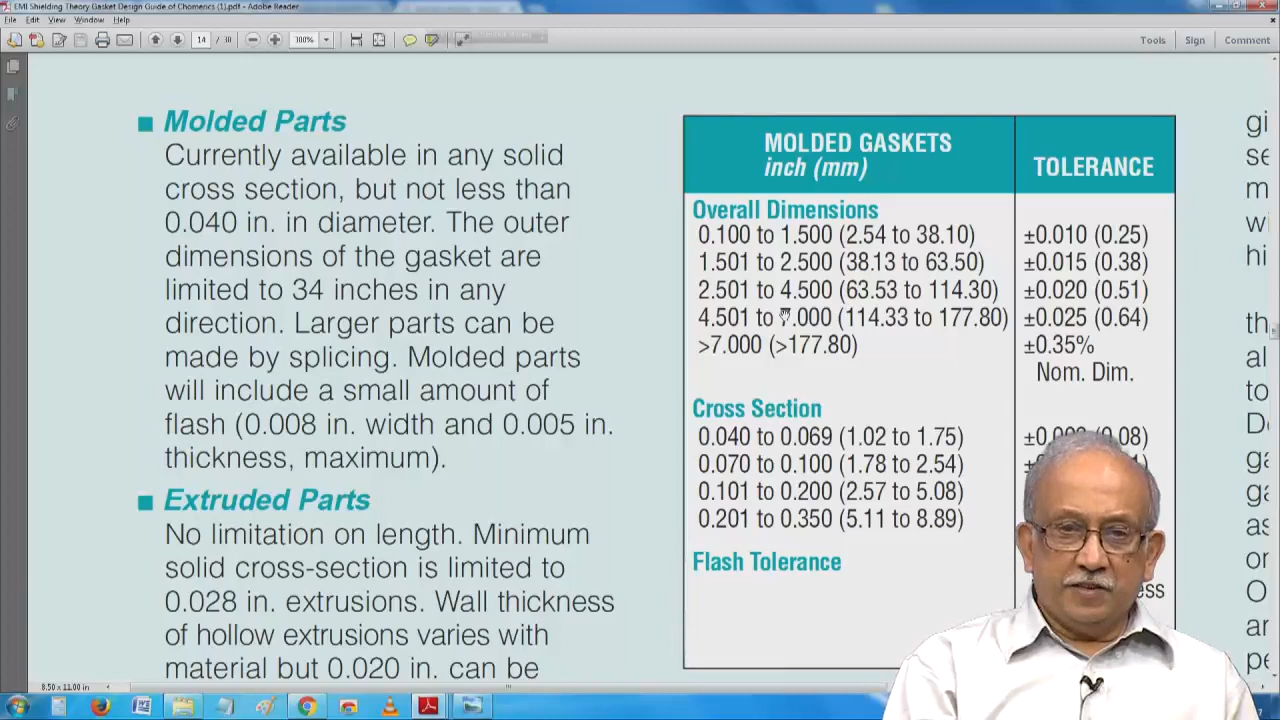 EMI Shielding Theory Gasket Design Guide of Chomerics (1).pdf - Adobe Reader
File Edit View Window Help
14 / 30 100% Tools Sign Comment
Molded Parts
Currently available in any solid
cross section, but not less than
0.040 in. in diameter. The outer
dimensions of the gasket are
limited to 34 inches in any
direction. Larger parts can be
made by splicing. Molded parts
will include a small amount of
flash (0.008 in. width and 0.005 in.
thickness, maximum).
Extruded Parts
No limitation on length. Minimum
solid cross-section is limited to
0.028 in. extrusions. Wall thickness
of hollow extrusions varies with
material but 0.020 in. can be
MOLDED GASKETS
inch (mm)
TOLERANCE
Overall Dimensions
0.100 to 1.500 (2.54 to 38.10) ±0.010 (0.25)
1.501 to 2.500 (38.13 to 63.50) ±0.015 (0.38)
2.501 to 4.500 (63.53 to 114.30) ±0.020 (0.51)
4.501 to 7.000 (114.33 to 177.80) ±0.025 (0.64)
>7.000 (>177.80) ±0.35%
Nom. Dim.
Cross Section
0.040 to 0.069 (1.02 to 1.75)
0.070 to 0.100 (1.78 to 2.54)
0.101 to 0.200 (2.57 to 5.08)
0.201 to 0.350 (5.11 to 8.89)
Flash Tolerance
8.50 x 11.00 in